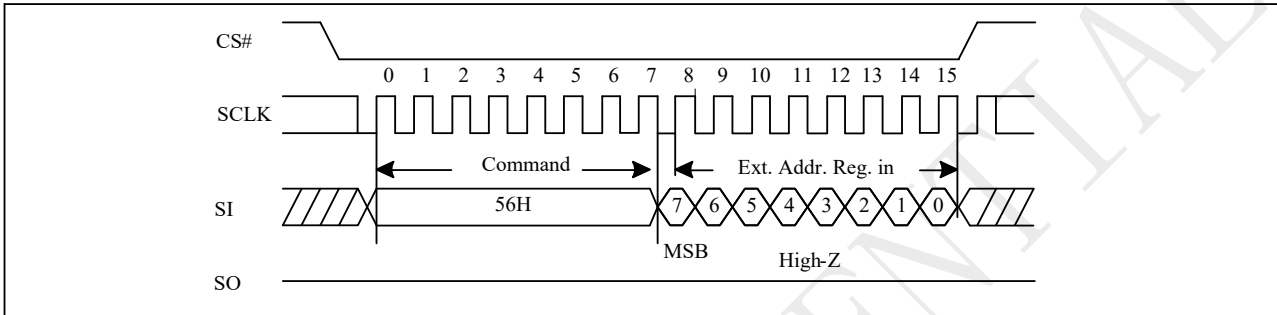 CS#
0 1 2 3 4 5 6 7 8 9 10 11 12 13 14 15
SCLK
Command Ext. Addr. Reg. in
SI 56H 7 6 5 4 3 2 1 0
MSB High-Z
SO
ENTIAL